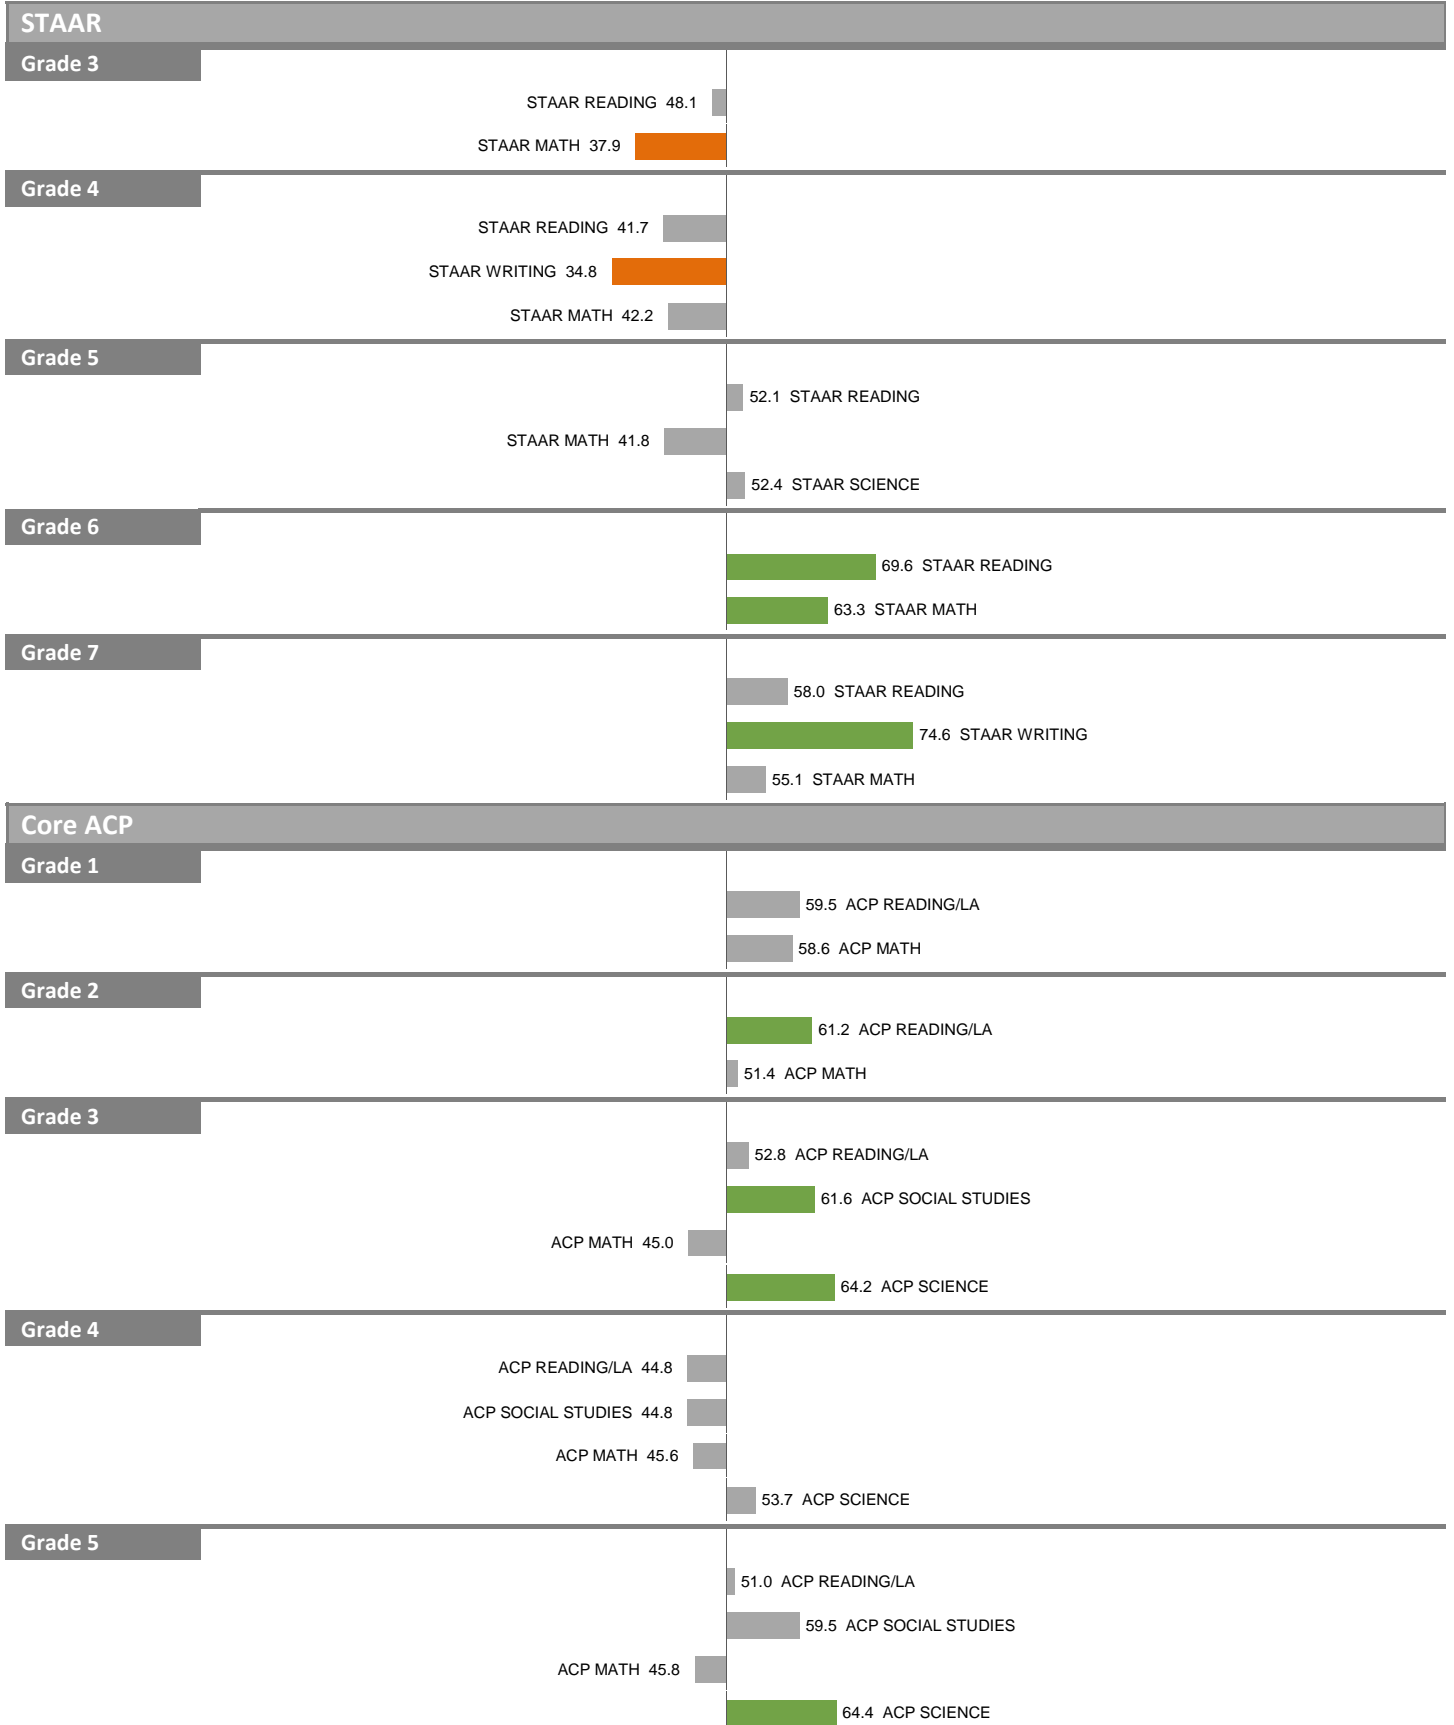 STAAR
Grade 3
STAAR READING 48.1
STAAR MATH 37.9
Grade 4
STAAR READING 41.7
STAAR WRITING 34.8
STAAR MATH 42.2
Grade 5
52.1 STAAR READING
STAAR MATH 41.8
52.4 STAAR SCIENCE
Grade 6
69.6 STAAR READING
63.3 STAAR MATH
Grade 7
58.0 STAAR READING
74.6 STAAR WRITING
55.1 STAAR MATH
Core ACP
Grade 1
59.5 ACP READING/LA
58.6 ACP MATH
Grade 2
61.2 ACP READING/LA
51.4 ACP MATH
Grade 3
52.8 ACP READING/LA
61.6 ACP SOCIAL STUDIES
ACP MATH 45.0
64.2 ACP SCIENCE
Grade 4
ACP READING/LA 44.8
ACP SOCIAL STUDIES 44.8
ACP MATH 45.6
53.7 ACP SCIENCE
Grade 5
51.0 ACP READING/LA
59.5 ACP SOCIAL STUDIES
ACP MATH 45.8
64.4 ACP SCIENCE